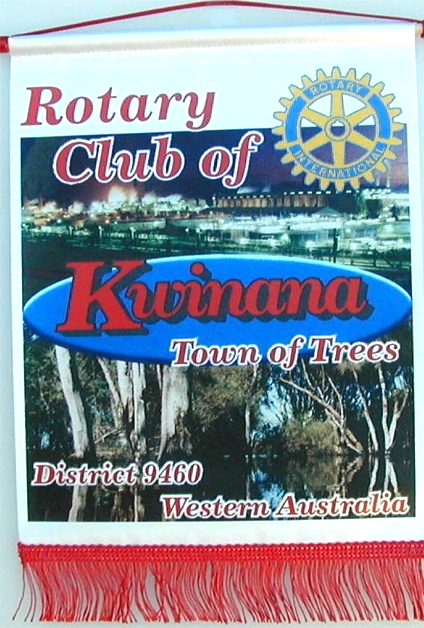 Rotary
Club of
ROTARY
INTERNATIONAL
Kwinana
Town of Trees
District 9460
Western Australia